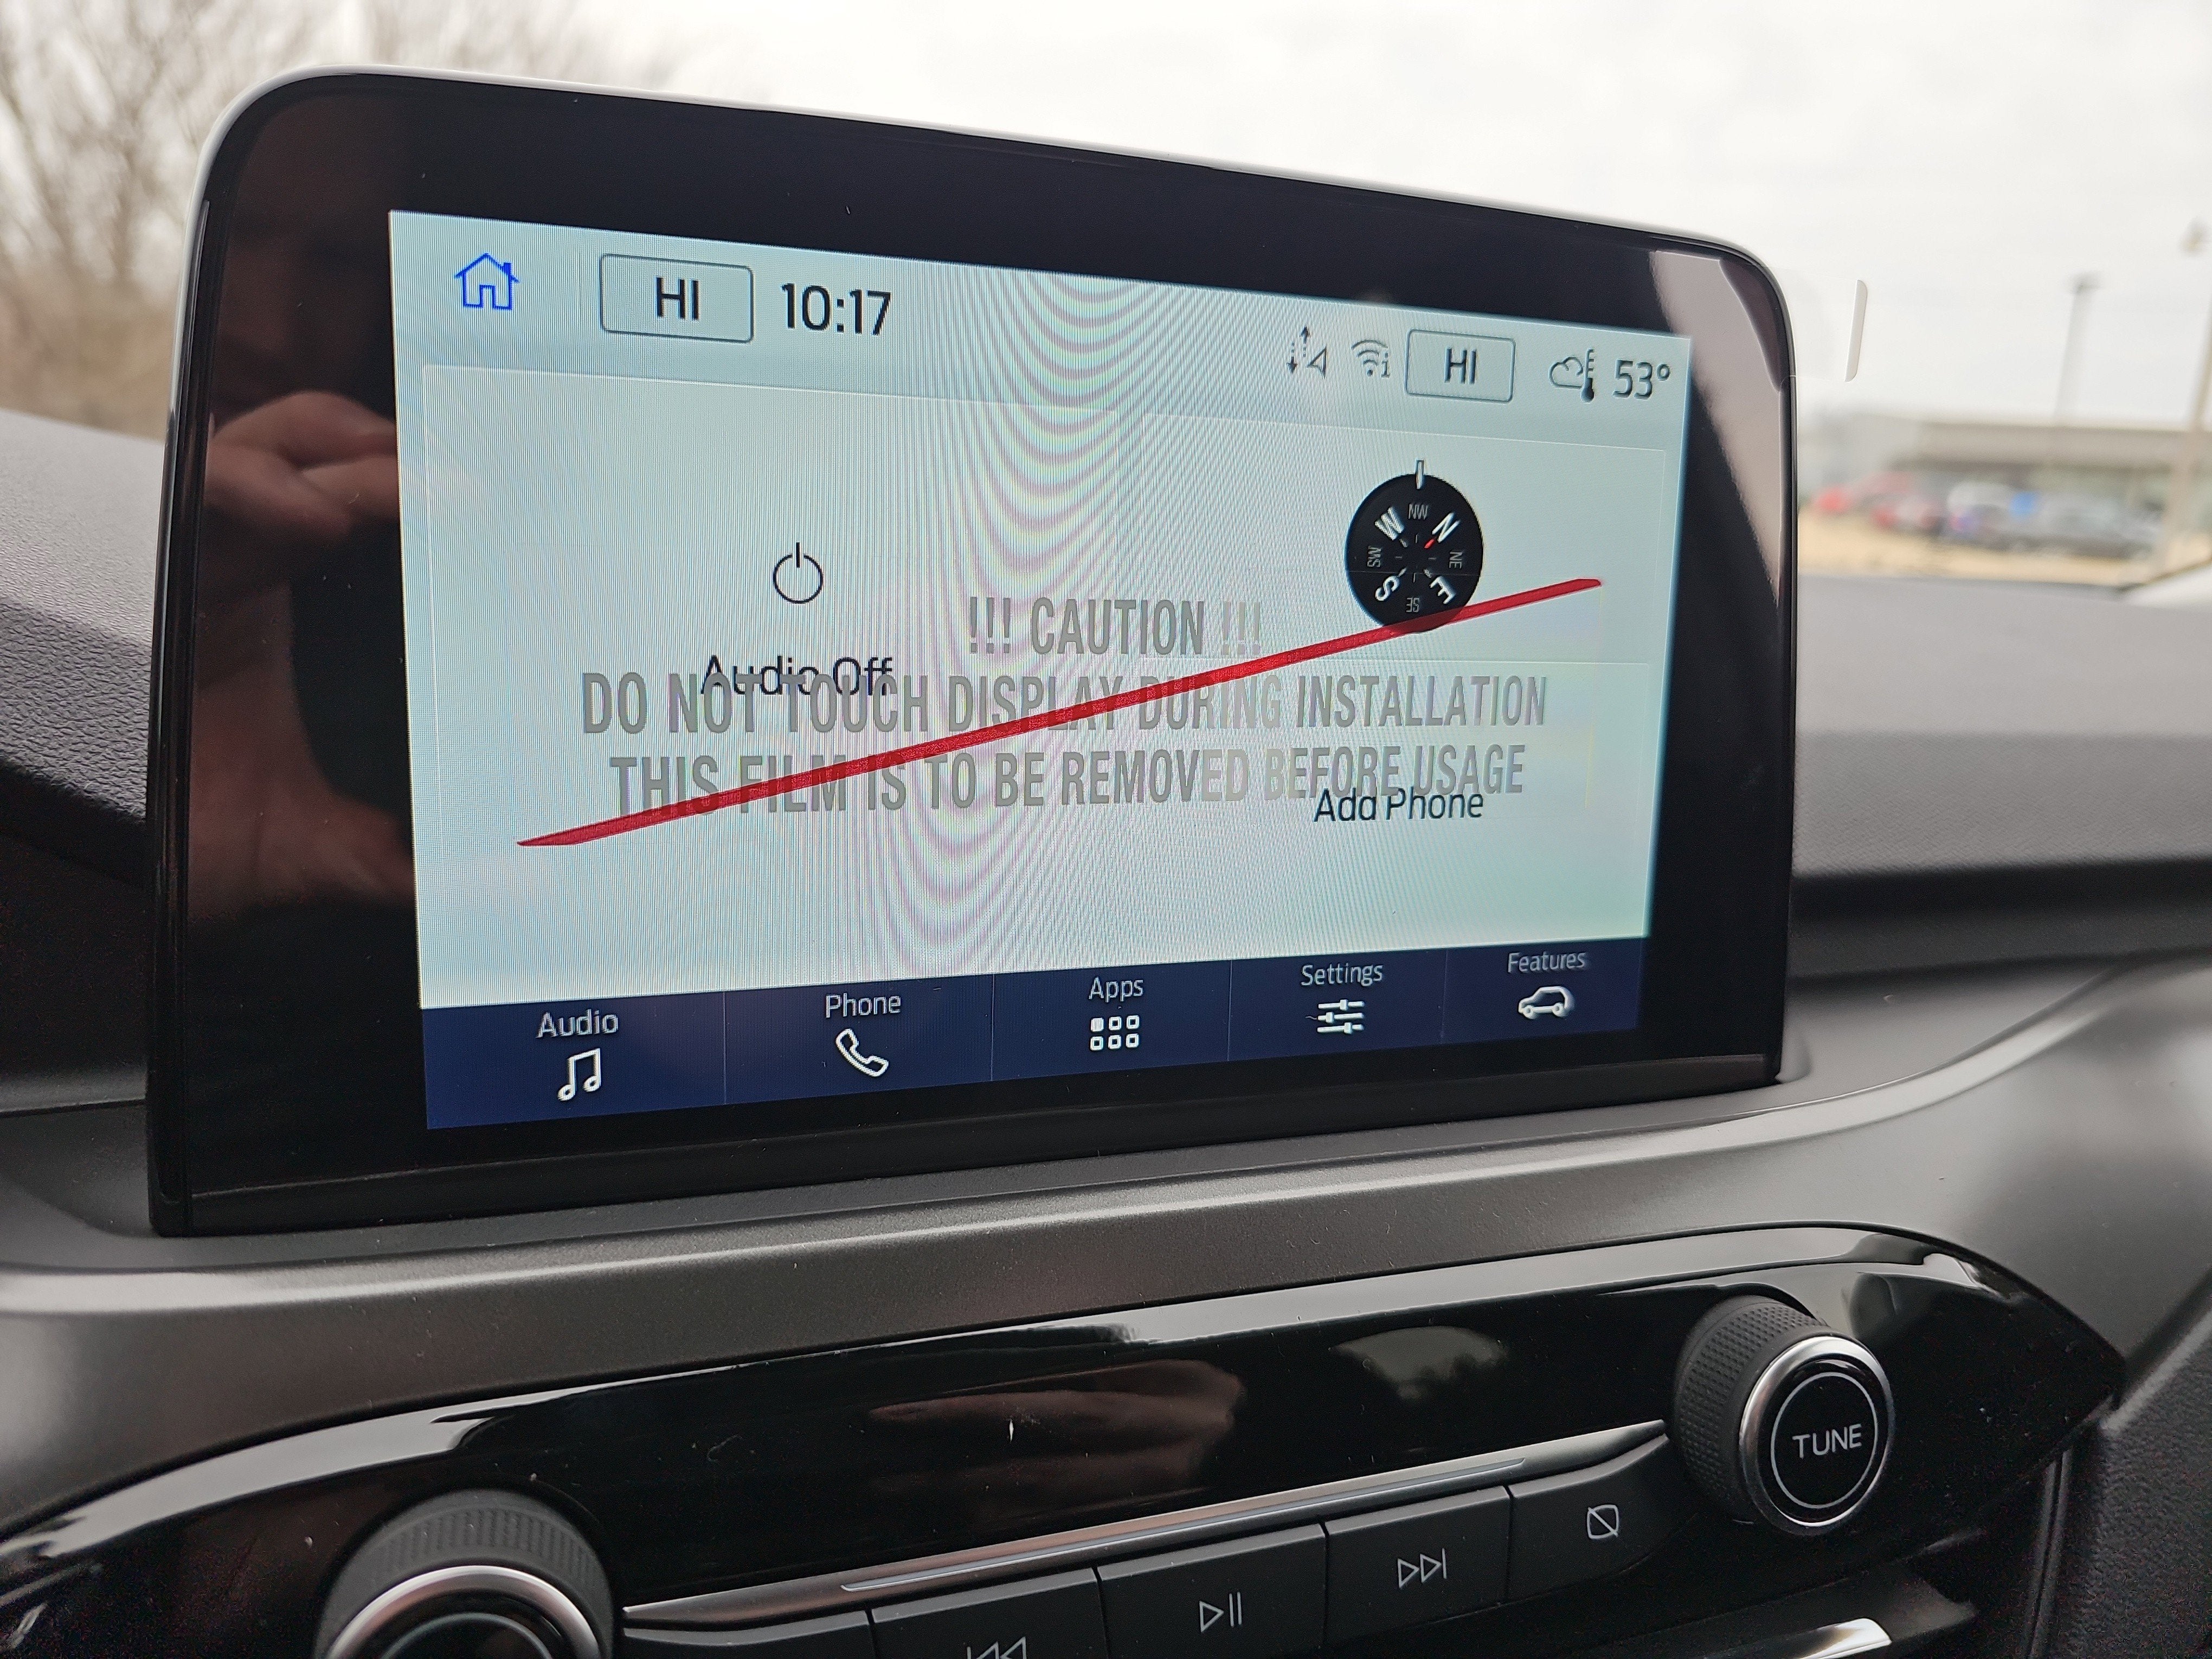 HI 10:17
HI 53°
NW
W N
SW NE
S E
SE
Audio Off
!!! CAUTION !!!
DO NOT TOUCH DISPLAY DURING INSTALLATION
THIS FILM IS TO BE REMOVED BEFORE USAGE
Add Phone
Audio Phone Apps Settings Features
TUNE